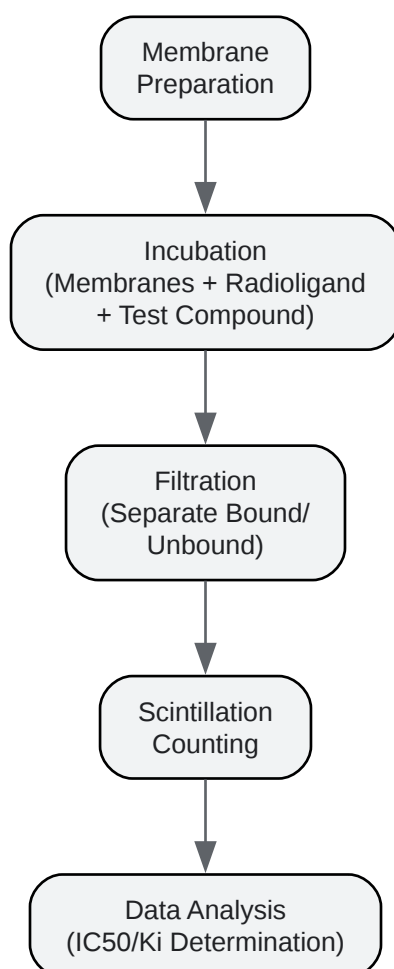 Membrane
Preparation
Incubation
(Membranes + Radioligand
+ Test Compound)
Filtration
(Separate Bound/
Unbound)
Scintillation
Counting
Data Analysis
(IC50/Ki Determination)